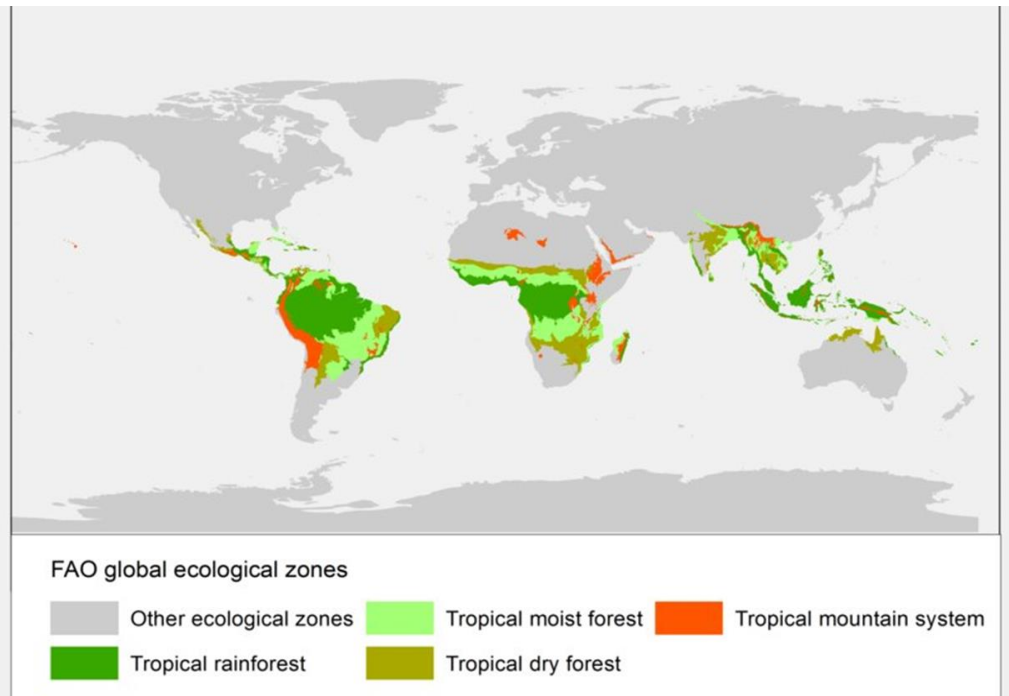 FAO global ecological zones
Other ecological zones
Tropical moist forest
Tropical mountain system
Tropical rainforest
Tropical dry forest